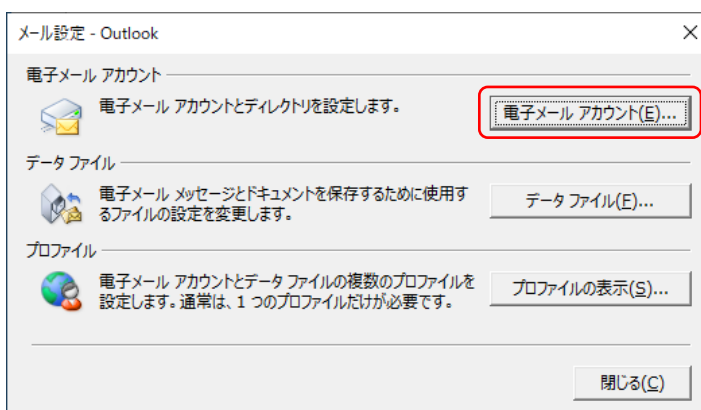 メール設定 - Outlook
電子メール アカウント
電子メール アカウントとディレクトリを設定します。
電子メール アカウント(E)...
データ ファイル
電子メール メッセージとドキュメントを保存するために使用す
るファイルの設定を変更します。
データ ファイル(F)...
プロファイル
電子メール アカウントとデータ ファイルの複数のプロファイルを
設定します。通常は、1 つのプロファイルだけが必要です。
プロファイルの表示(S)...
閉じる(C)